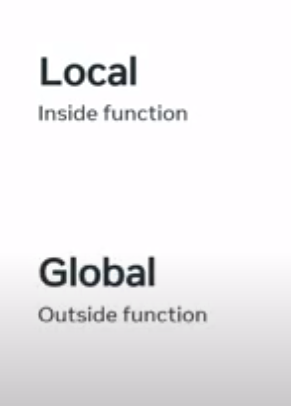 Local
Inside function
Global
Outside function